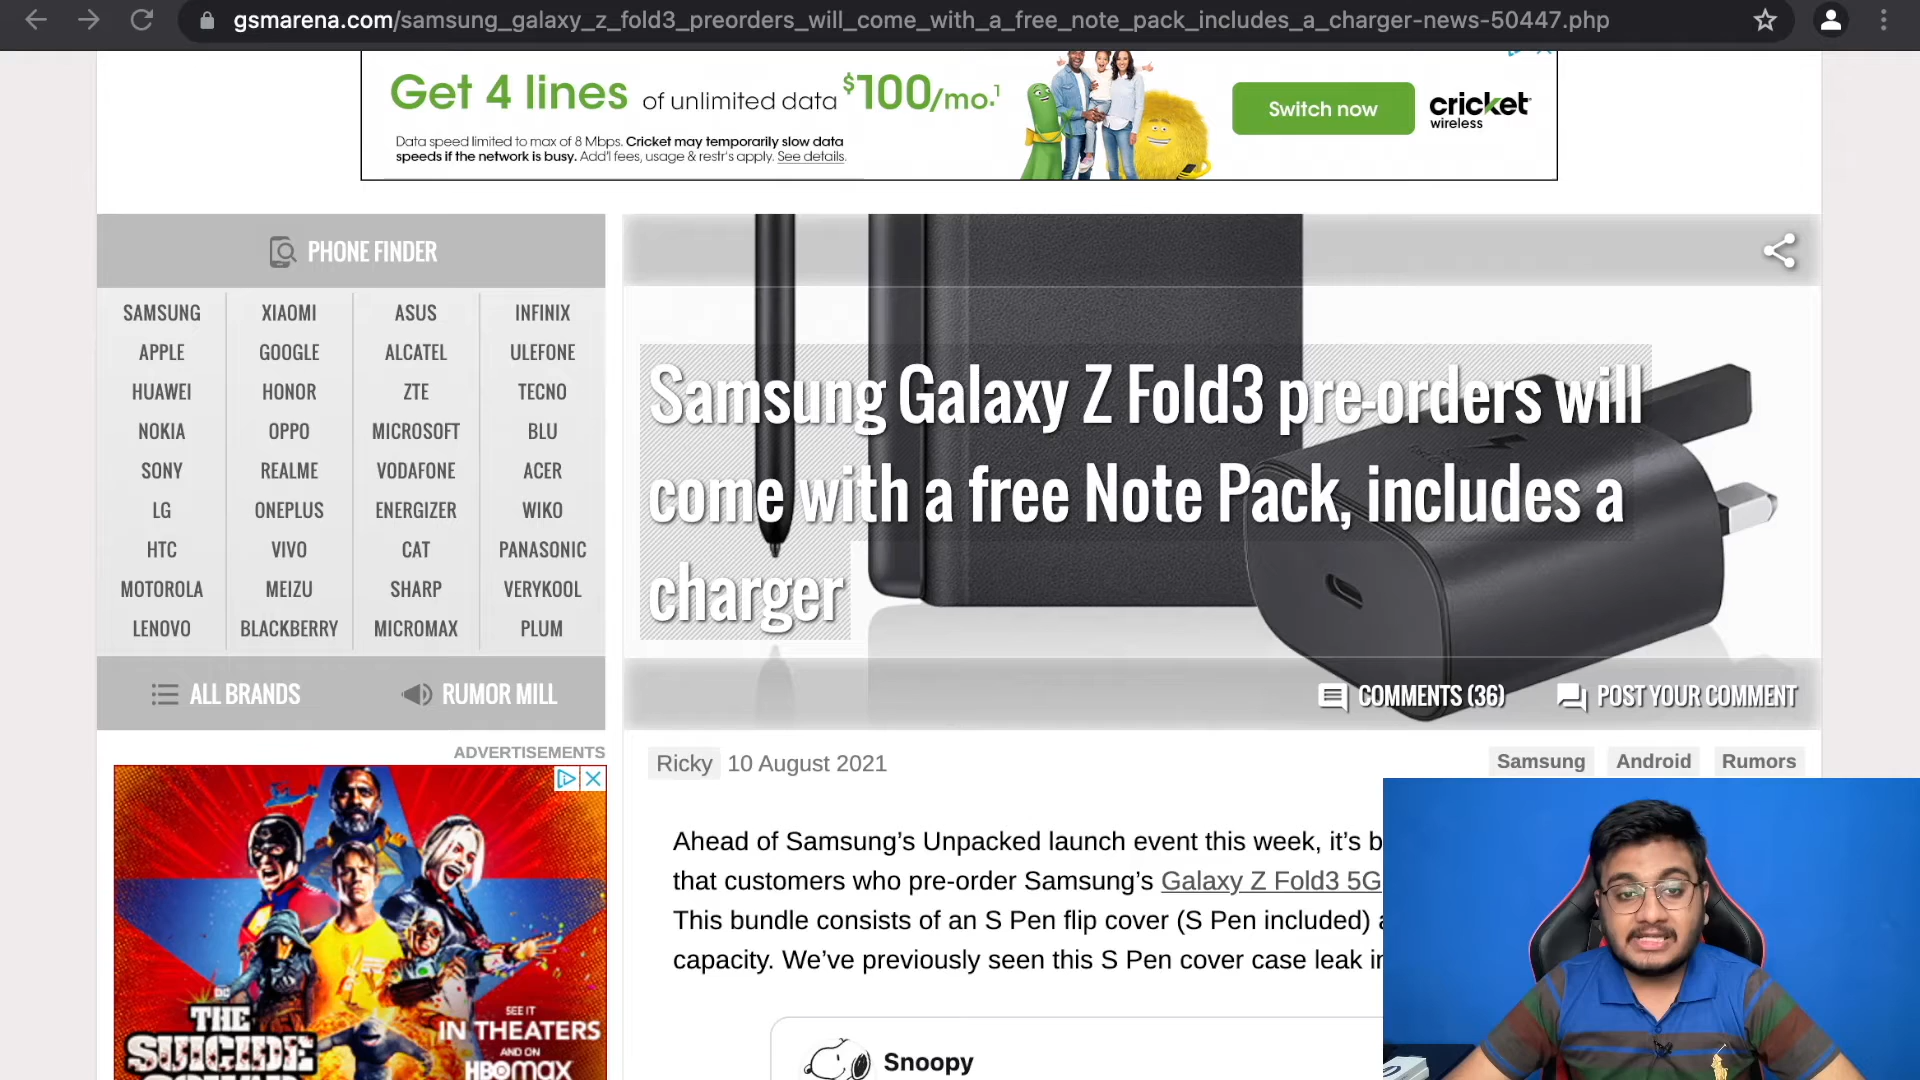 gsmarena.com/samsung_galaxy_z_fold3_preorders_will_come_with_a_free_note_pack_includes_a_charger-news-50447.php
Get 4 lines of unlimited data $100/mo.1
Data speed limited to max of 8 Mbps. Cricket may temporarily slow data
speeds if the network is busy. Add'l fees, usage & restr's apply. See details.
Switch now
cricket
wireless
PHONE FINDER
SAMSUNG XIAOMI ASUS INFINIX
APPLE GOOGLE ALCATEL ULEFONE
HUAWEI HONOR ZTE TECNO
NOKIA OPPO MICROSOFT BLU
SONY REALME VODAFONE ACER
LG ONEPLUS ENERGIZER WIKO
HTC VIVO CAT PANASONIC
MOTOROLA MEIZU SHARP VERYKOOL
LENOVO BLACKBERRY MICROMAX PLUM
ALL BRANDS RUMOR MILL
Samsung Galaxy Z Fold3 pre-orders will
come with a free Note Pack, includes a
charger
COMMENTS (36) POST YOUR COMMENT
ADVERTISEMENTS
DC
THE
SUICIDE
SEE IT
IN THEATERS
AND ON
HBOMAX
Ricky 10 August 2021
Samsung Android Rumors
Ahead of Samsung’s Unpacked launch event this week, it’s b
that customers who pre-order Samsung’s Galaxy Z Fold3 5G
This bundle consists of an S Pen flip cover (S Pen included) a
capacity. We’ve previously seen this S Pen cover case leak in
Snoopy